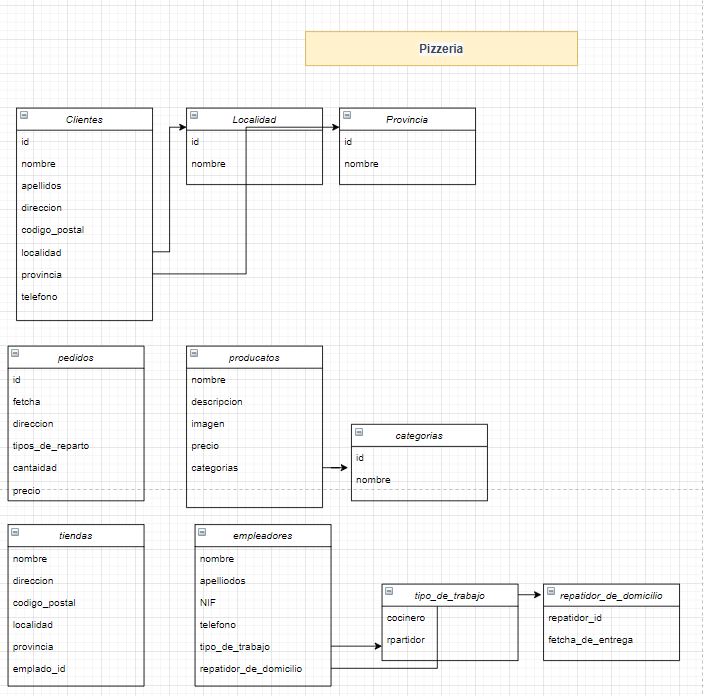 Pizzeria
Clientes
id
nombre
apellidos
direccion
codigo_postal
localidad
provincia
telefono
Localidad
id
nombre
Provincia
id
nombre
pedidos
id
fetcha
direccion
tipos_de_reparto
cantaidad
precio
producatos
nombre
descripcion
imagen
precio
categorias
categorias
id
nombre
tiendas
nombre
direccion
codigo_postal
localidad
provincia
emplado_id
empleadores
nombre
apelliodos
NIF
telefono
tipo_de_trabajo
repatidor_de_domicilio
tipo_de_trabajo
cocinero
rpartidor
repatidor_de_domicilio
repatidor_id
fetcha_de_entrega